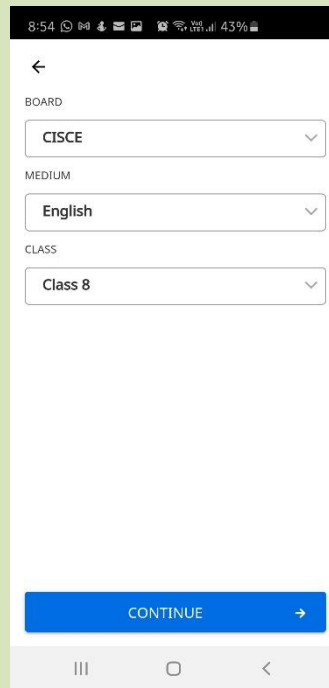 8:54 43%
BOARD
CISCE
MEDIUM
English
CLASS
Class 8
CONTINUE